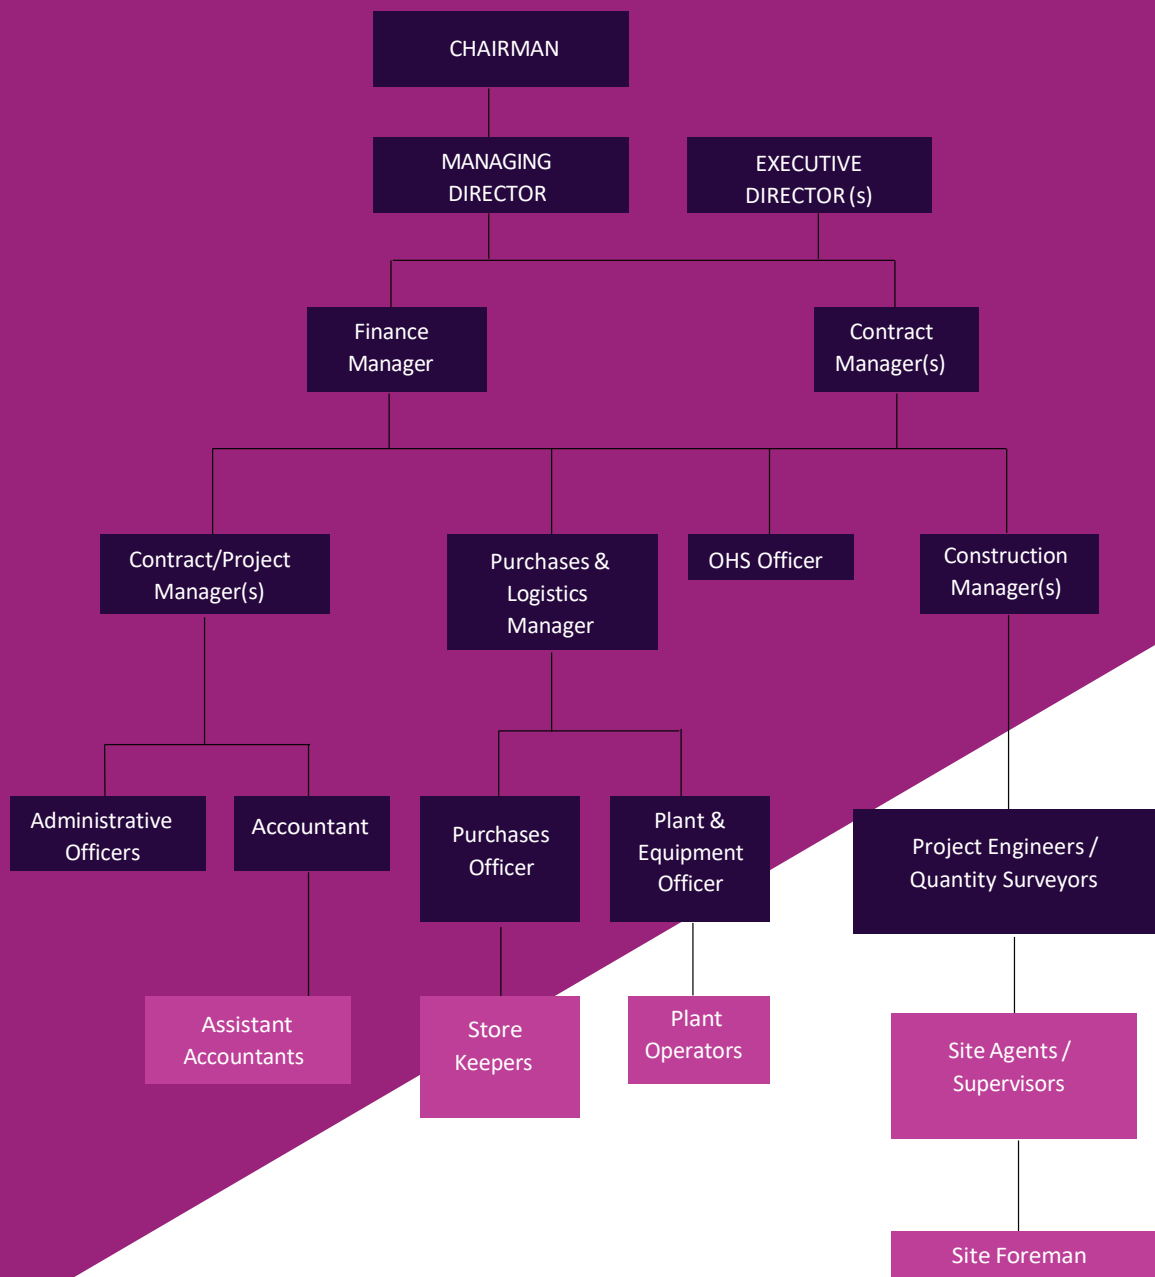 CHAIRMAN
MANAGING
DIRECTOR
EXECUTIVE
DIRECTOR (s)
Finance
Manager
Contract
Manager(s)
Contract/Project
Manager(s)
Purchases &
Logistics
Manager
OHS Officer
Construction
Manager(s)
Administrative
Officers
Accountant
Purchases
Officer
Plant &
Equipment
Officer
Project Engineers /
Quantity Surveyors
Assistant
Accountants
Store
Keepers
Plant
Operators
Site Agents /
Supervisors
Site Foreman